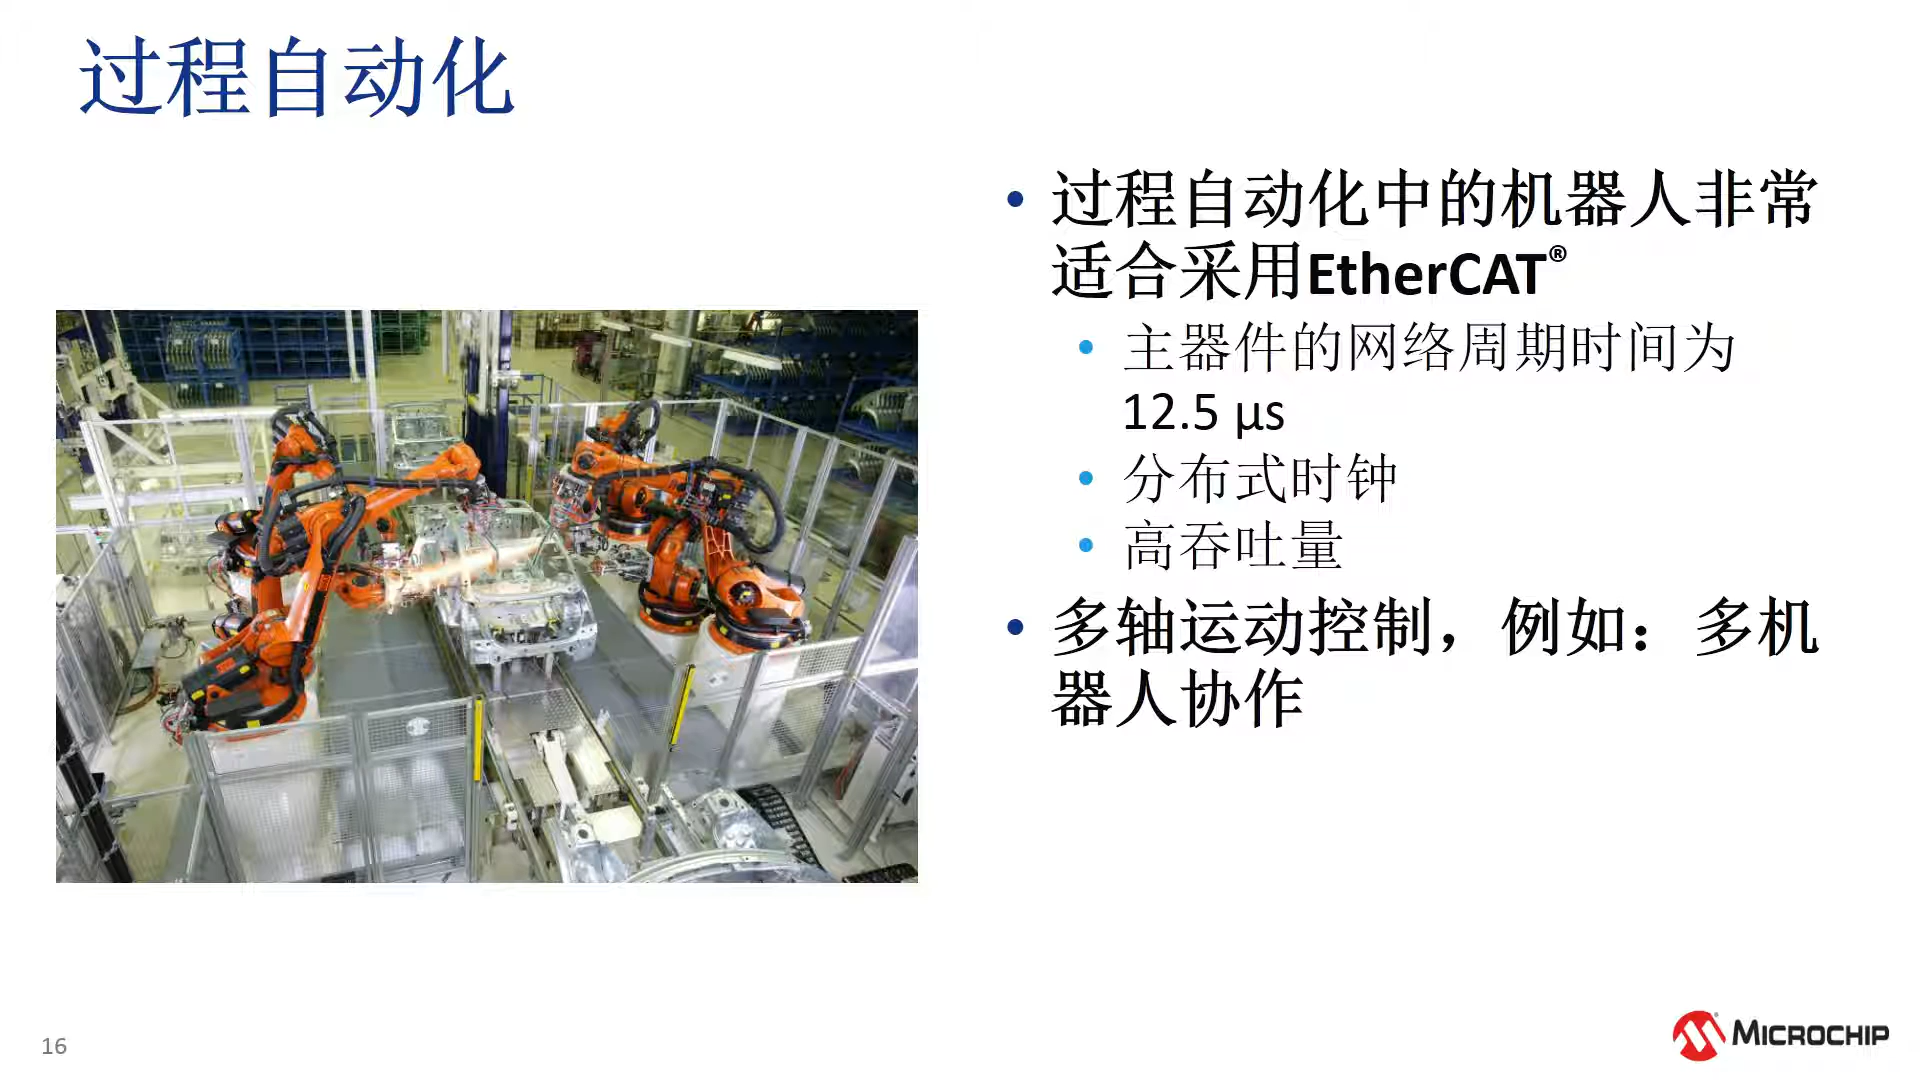 过程自动化
• 过程自动化中的机器人非常
适合采用EtherCAT®
• 主器件的网络周期时间为
12.5 µs
• 分布式时钟
• 高吞吐量
• 多轴运动控制，例如：多机
器人协作
16
MICROCHIP